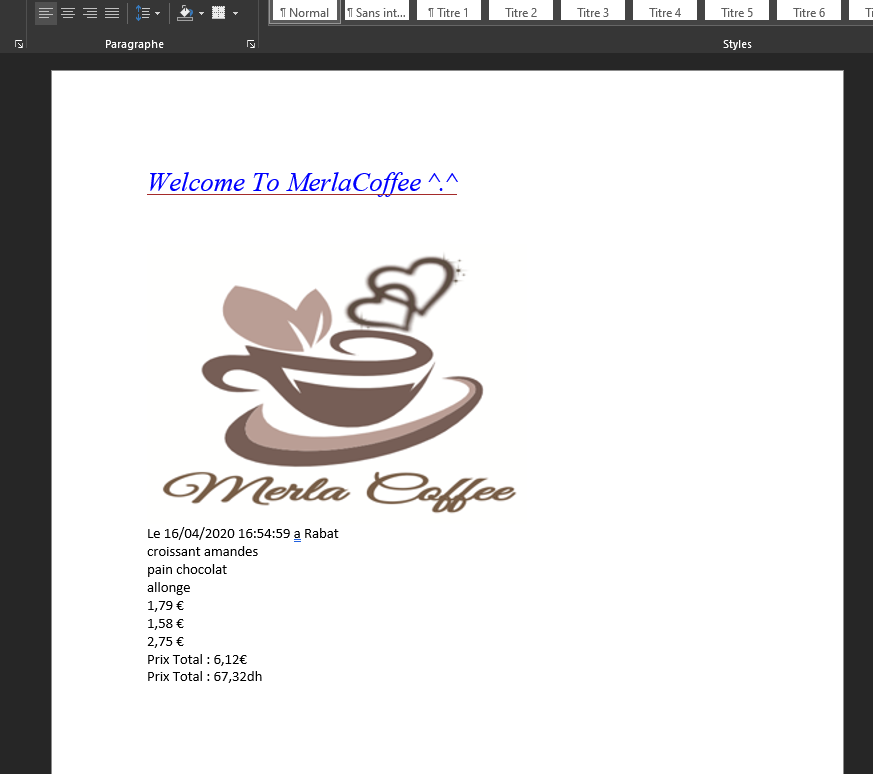 ¶ Normal
¶ Sans int...
¶ Titre 1
Titre 2
Titre 3
Titre 4
Titre 5
Titre 6
Paragraphe
Styles
Welcome To MerlaCoffee ^.^
Merla Coffee
Le 16/04/2020 16:54:59 a Rabat
croissant amandes
pain chocolat
allonge
1,79 €
1,58 €
2,75 €
Prix Total : 6,12€
Prix Total : 67,32dh